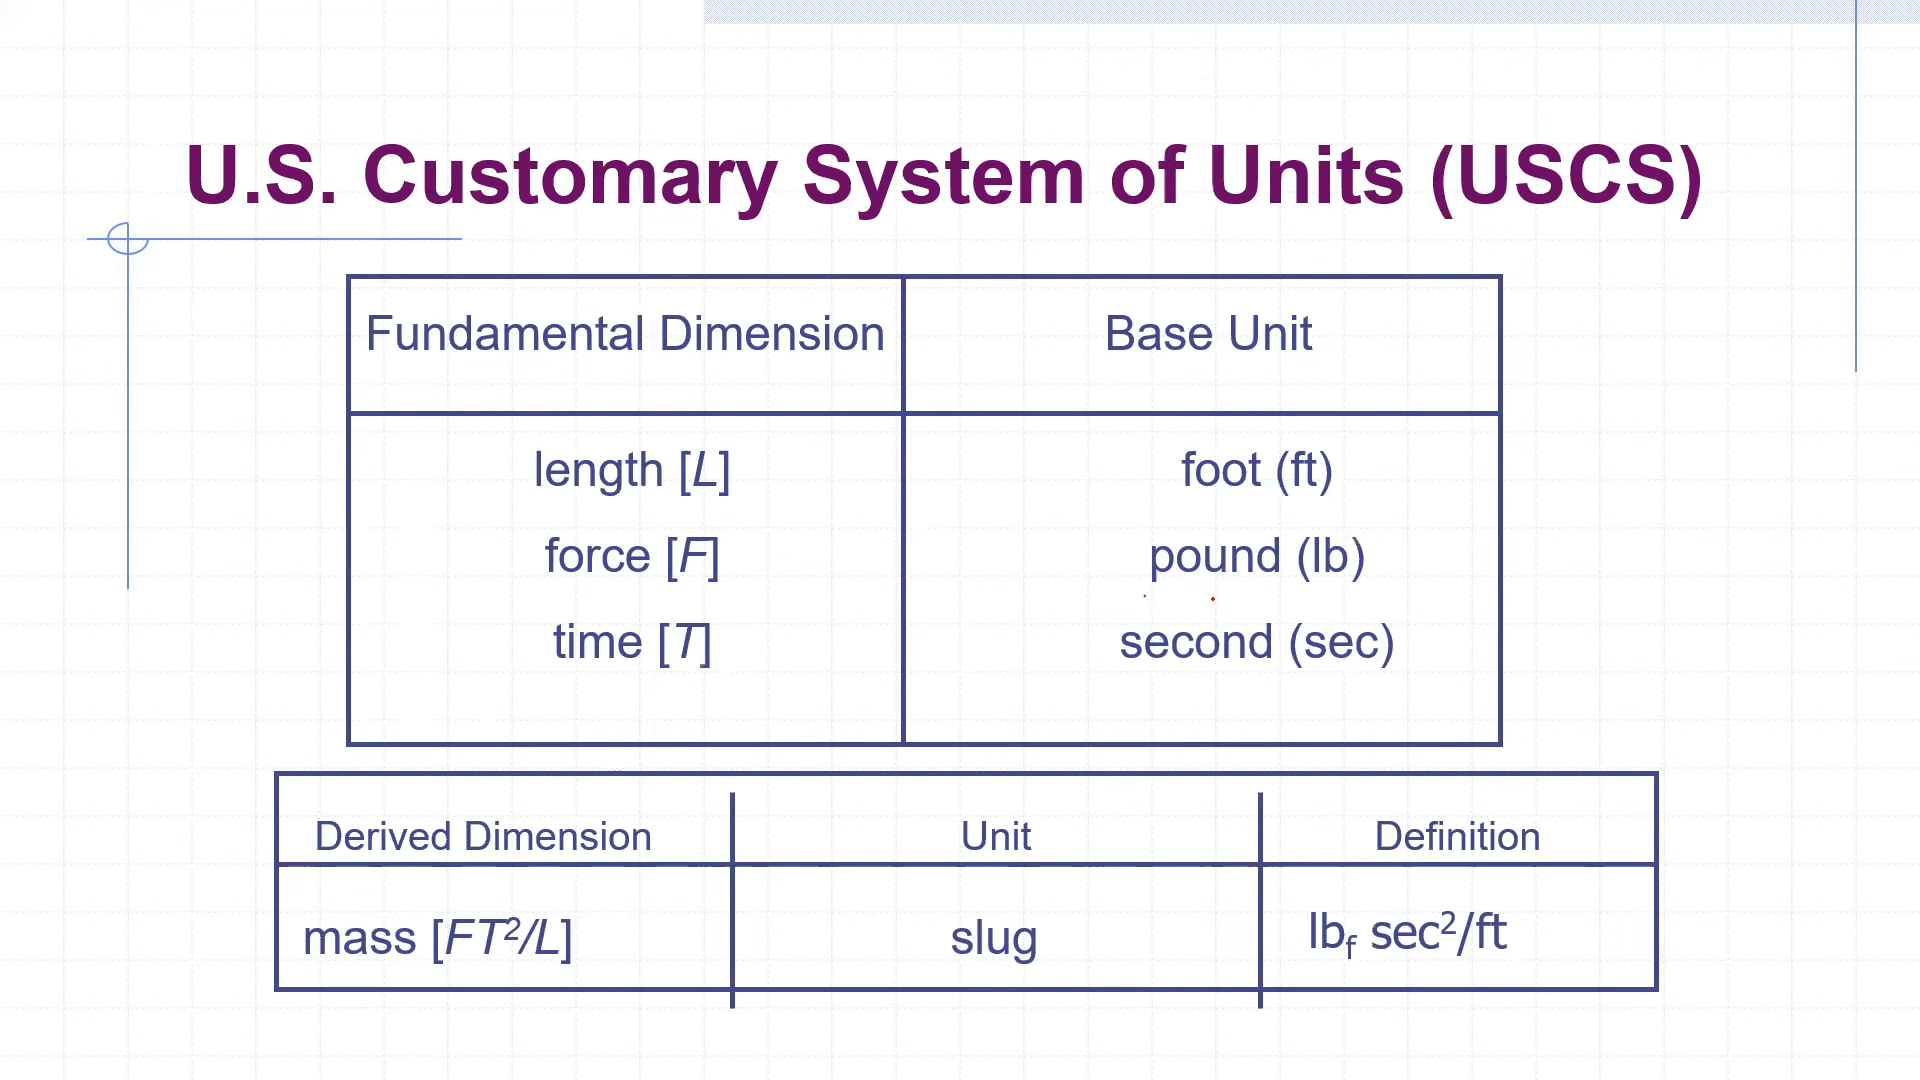 U.S. Customary System of Units (USCS)
Fundamental Dimension Base Unit
length [L] foot (ft)
force [F] pound (lb)
time [T] second (sec)
Derived Dimension Unit Definition
mass [FT²/L] slug lb_f sec²/ft